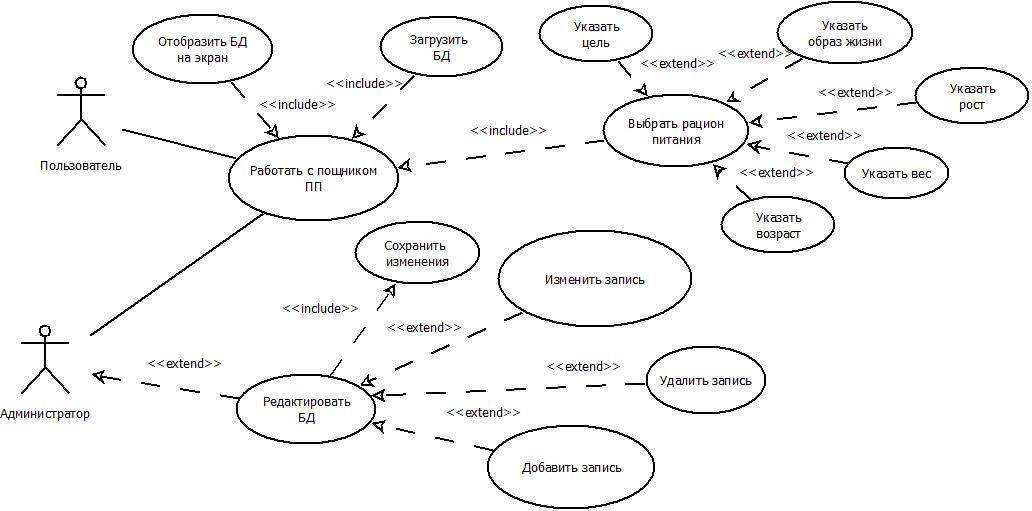 Отобразить БД
на экран
Загрузить
БД
Указать
цель
Указать
образ жизни
<<extend>>
<<extend>>
<<include>>
<<include>>
<<extend>>
Указать
рост
Пользователь
<<include>>
Выбрать рацион
питания
<<extend>>
Работать с пощником
ПП
<<extend>>
Указать вес
Указать
возраст
Сохранить
изменения
Изменить запись
<<include>>
<<extend>>
Администратор
<<extend>>
<<extend>>
Удалить запись
Редактировать
БД
<<extend>>
Добавить запись